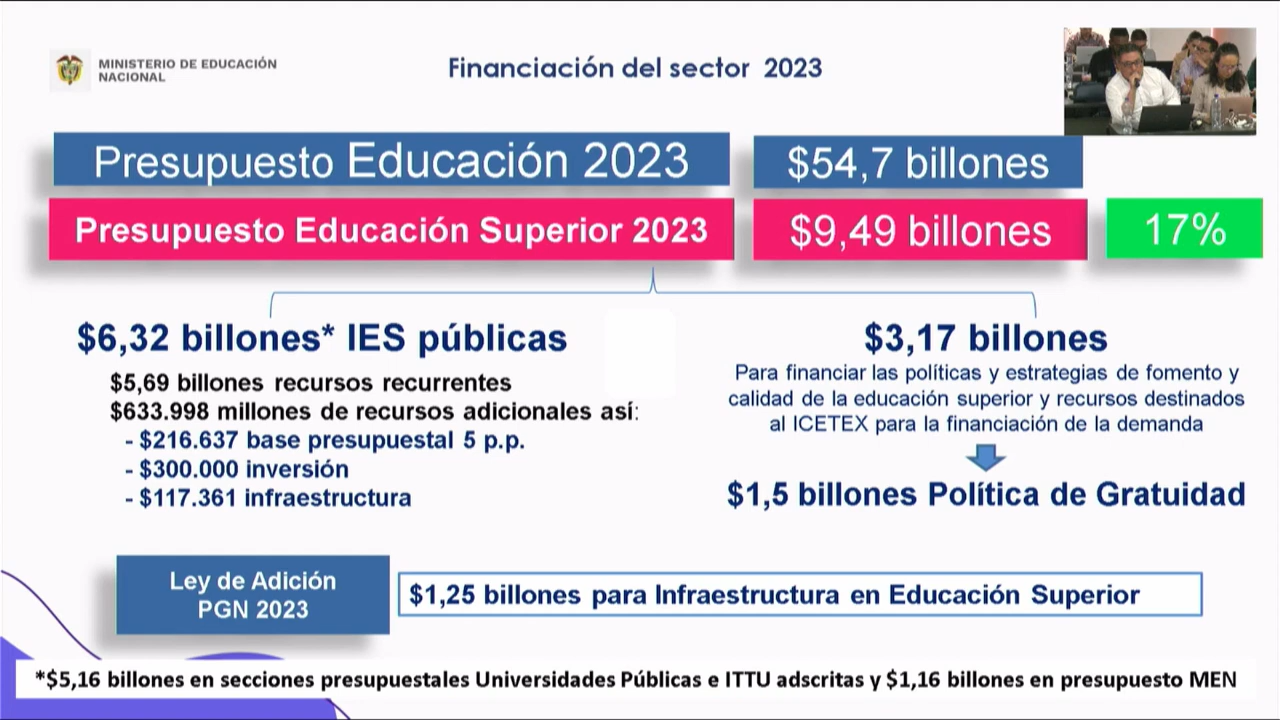 MINISTERIO DE EDUCACIÓN
NACIONAL
Financiación del sector 2023
Presupuesto Educación 2023
$54,7 billones
Presupuesto Educación Superior 2023
$9,49 billones
17%
$6,32 billones* IES públicas
$5,69 billones recursos recurrentes
$633.998 millones de recursos adicionales así:
- $216.637 base presupuestal 5 p.p.
- $300.000 inversión
- $117.361 infraestructura
$3,17 billones
Para financiar las políticas y estrategias de fomento y
calidad de la educación superior y recursos destinados
al ICETEX para la financiación de la demanda
$1,5 billones Política de Gratuidad
Ley de Adición
PGN 2023
$1,25 billones para Infraestructura en Educación Superior
*$5,16 billones en secciones presupuestales Universidades Públicas e ITTU adscritas y $1,16 billones en presupuesto MEN